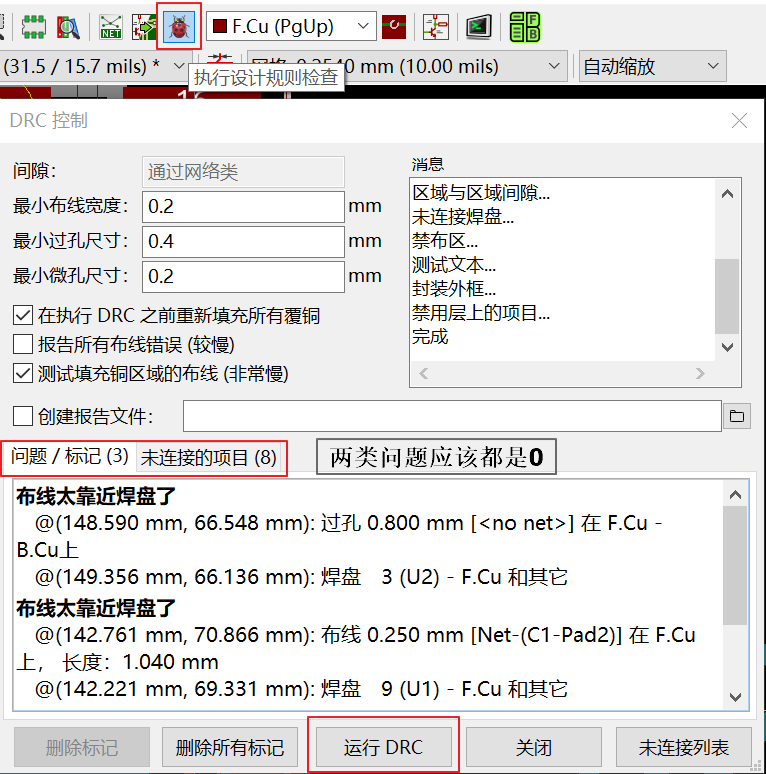 NET
F.Cu (PgUp)
F
B
(31.5 / 15.7 mils) *
0.2540 mm (10.00 mils)
自动缩放
执行设计规则检查
DRC 控制
间隙：
通过网络类
最小布线宽度：
0.2
mm
最小过孔尺寸：
0.4
mm
最小微孔尺寸：
0.2
mm
在执行 DRC 之前重新填充所有覆铜
报告所有布线错误 (较慢)
测试填充铜区域的布线 (非常慢)
消息
区域与区域间隙...
未连接焊盘...
禁布区...
测试文本...
封装外框...
禁用层上的项目...
完成
创建报告文件：
问题 / 标记 (3)
未连接的项目 (8)
两类问题应该都是0
布线太靠近焊盘了
@(148.590 mm, 66.548 mm): 过孔 0.800 mm [<no net>] 在 F.Cu -
B.Cu上
@(149.356 mm, 66.136 mm): 焊盘 3 (U2) - F.Cu 和其它
布线太靠近焊盘了
@(142.761 mm, 70.866 mm): 布线 0.250 mm [Net-(C1-Pad2)] 在 F.Cu
上， 长度：1.040 mm
@(142.221 mm, 69.331 mm): 焊盘 9 (U1) - F.Cu 和其它
删除标记
删除所有标记
运行 DRC
关闭
未连接列表